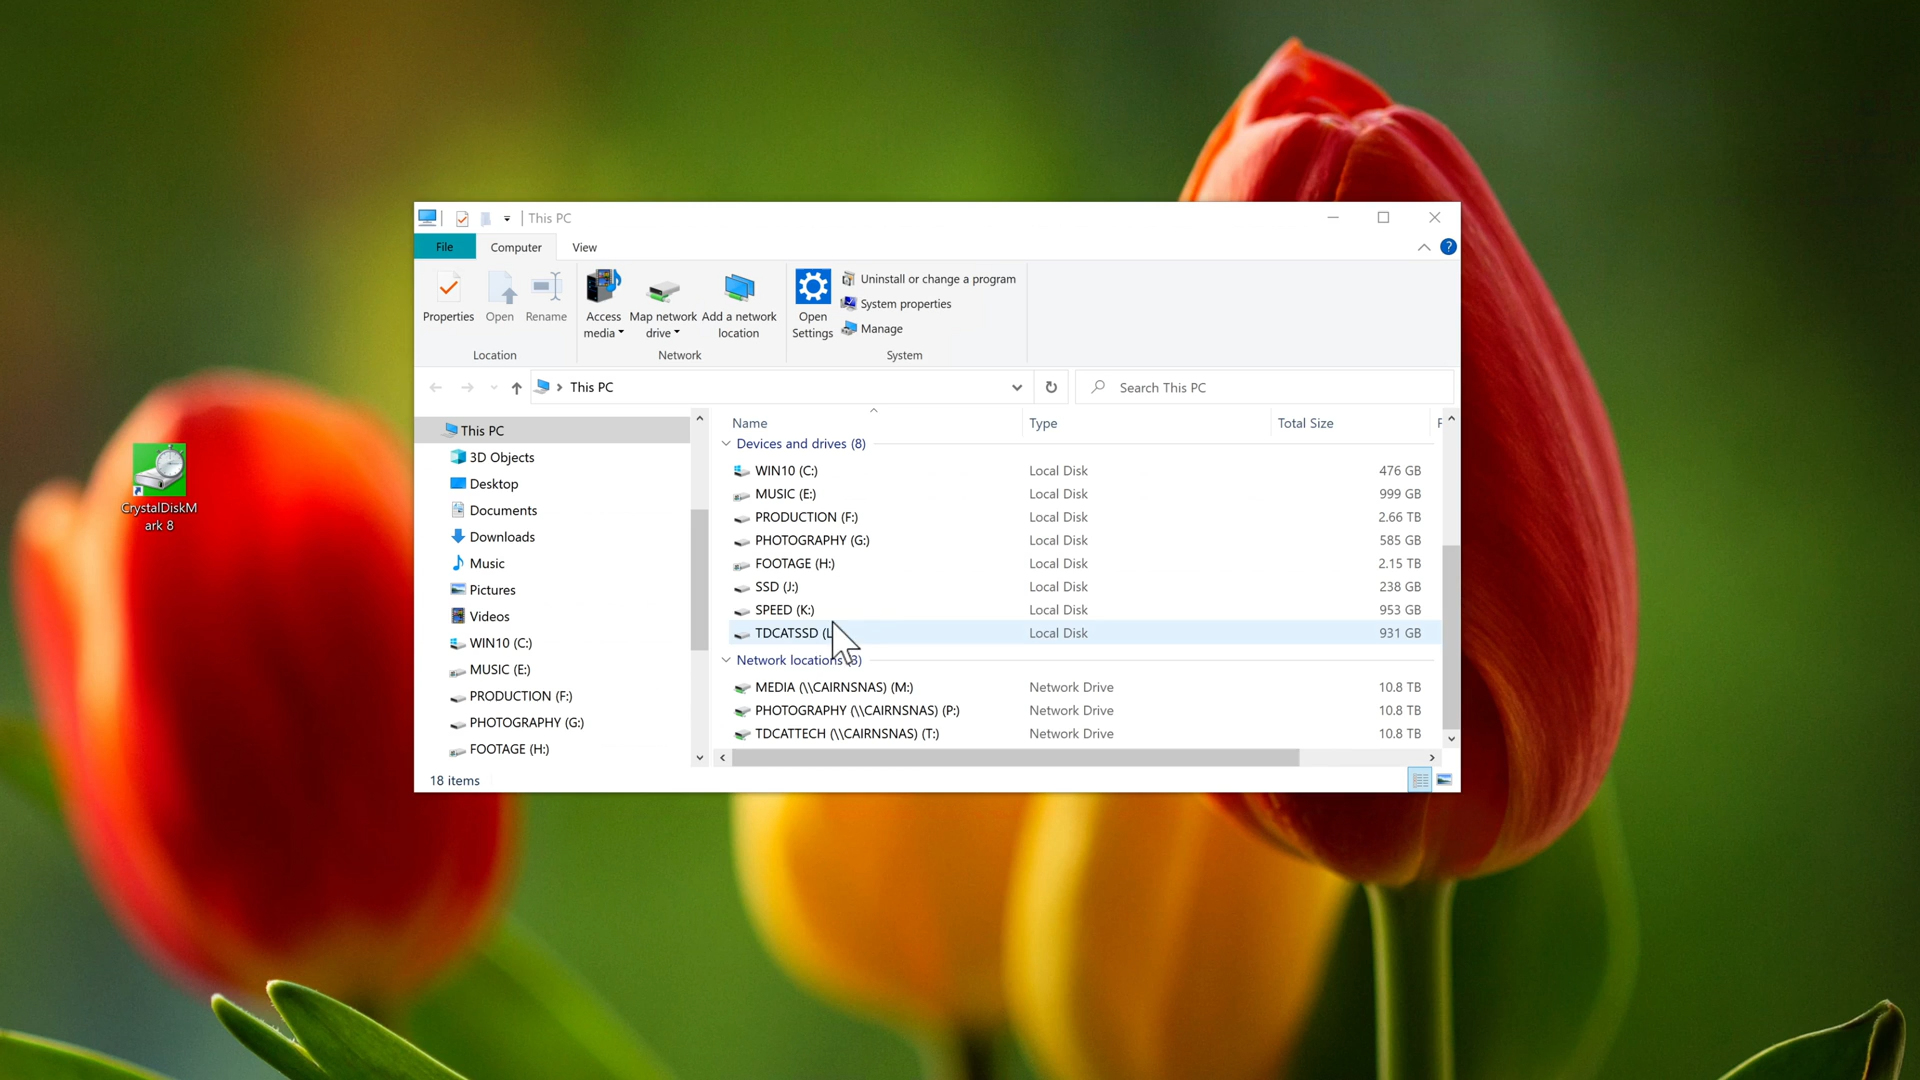 This PC
File Computer View
Properties Open Rename Access media Map network drive Add a network location Open Settings
Uninstall or change a program
System properties
Manage
Location Network System
This PC
Search This PC
CrystalDiskM
ark 8
This PC
3D Objects
Desktop
Documents
Downloads
Music
Pictures
Videos
WIN10 (C:)
MUSIC (E:)
PRODUCTION (F:)
PHOTOGRAPHY (G:)
FOOTAGE (H:)
Name Type Total Size
Devices and drives (8)
WIN10 (C:) Local Disk 476 GB
MUSIC (E:) Local Disk 999 GB
PRODUCTION (F:) Local Disk 2.66 TB
PHOTOGRAPHY (G:) Local Disk 585 GB
FOOTAGE (H:) Local Disk 2.15 TB
SSD (J:) Local Disk 238 GB
SPEED (K:) Local Disk 953 GB
TDCATSSD (L Local Disk 931 GB
Network locations (3)
MEDIA (\\CAIRNSNAS) (M:) Network Drive 10.8 TB
PHOTOGRAPHY (\\CAIRNSNAS) (P:) Network Drive 10.8 TB
TDCATTECH (\\CAIRNSNAS) (T:) Network Drive 10.8 TB
18 items